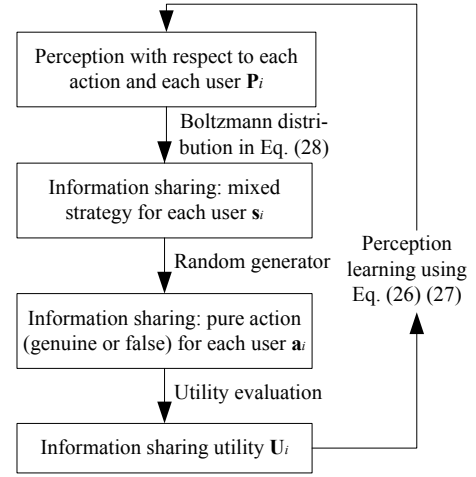 Perception with respect to each
action and each user Pi
Boltzmann distri-
bution in Eq. (28)
Information sharing: mixed
strategy for each user si
Random generator
Information sharing: pure action
(genuine or false) for each user ai
Utility evaluation
Information sharing utility Ui
Perception
learning using
Eq. (26) (27)